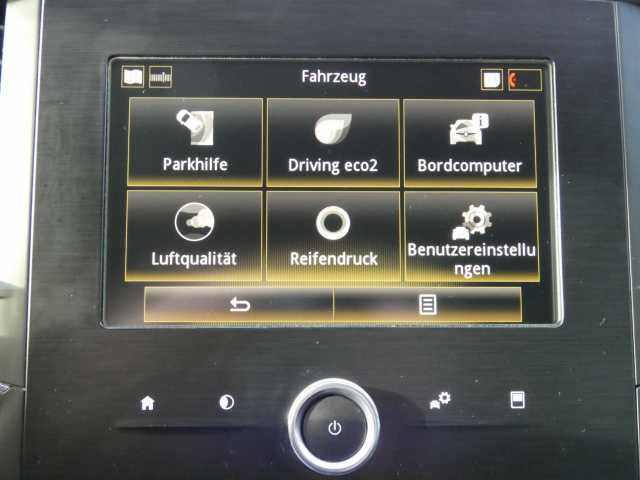 Fahrzeug
Parkhilfe
Driving eco2
Bordcomputer
Luftqualität
Reifendruck
Benutzereinstellu
ngen